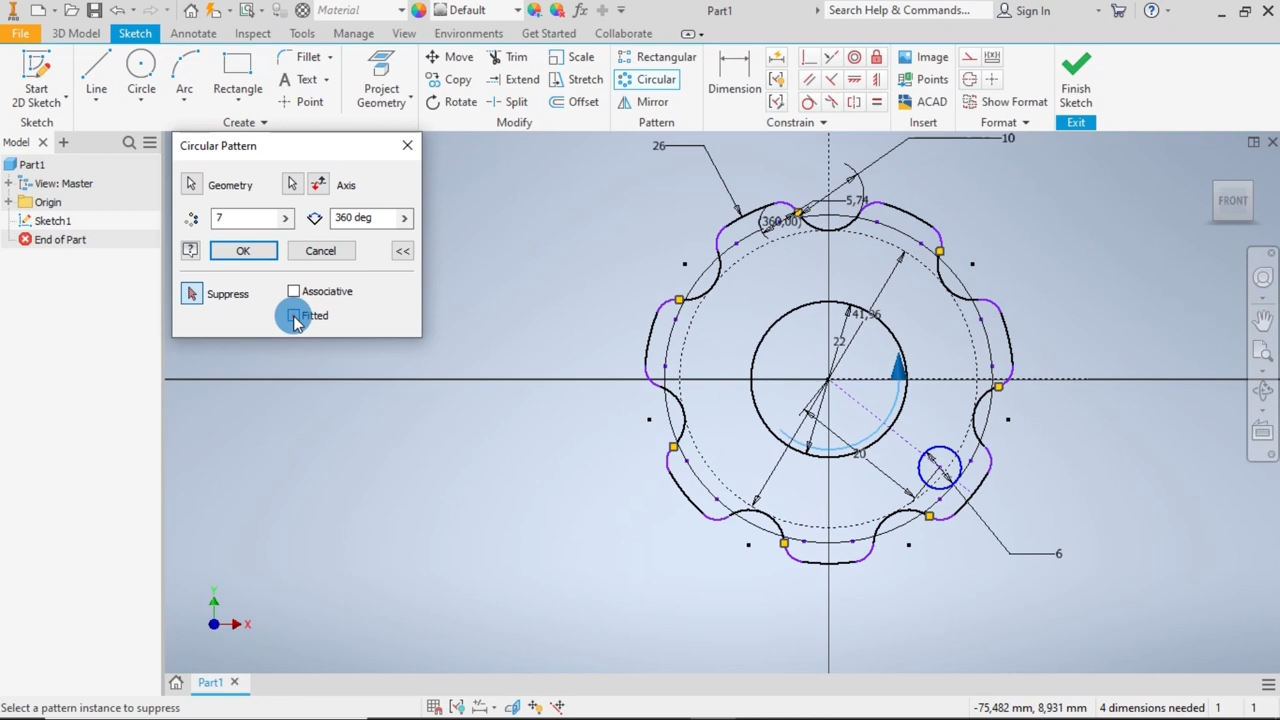 Material
Default
fx
Part1
Search Help & Commands...
Sign In
PRO
File
3D Model
Sketch
Annotate
Inspect
Tools
Manage
View
Environments
Get Started
Collaborate
Start
2D Sketch
Line
Circle
Arc
Rectangle
Fillet
Text
Point
Project
Geometry
Move
Copy
Rotate
Trim
Extend
Split
Scale
Stretch
Offset
Rectangular
Circular
Mirror
Dimension
Image
Points
ACAD
Show Format
Finish
Sketch
Sketch
Create
Modify
Pattern
Constrain
Insert
Format
Exit
Model
Part1
View: Master
Origin
Sketch1
End of Part
Circular Pattern
Geometry
Axis
7
360 deg
OK
Cancel
<<
Suppress
Associative
Fitted
26
10
5,74
(360,00)
41,96
22
20
6
FRONT
Y
X
Part1
Select a pattern instance to suppress
-75,482 mm, 8,931 mm
4 dimensions needed
1
1